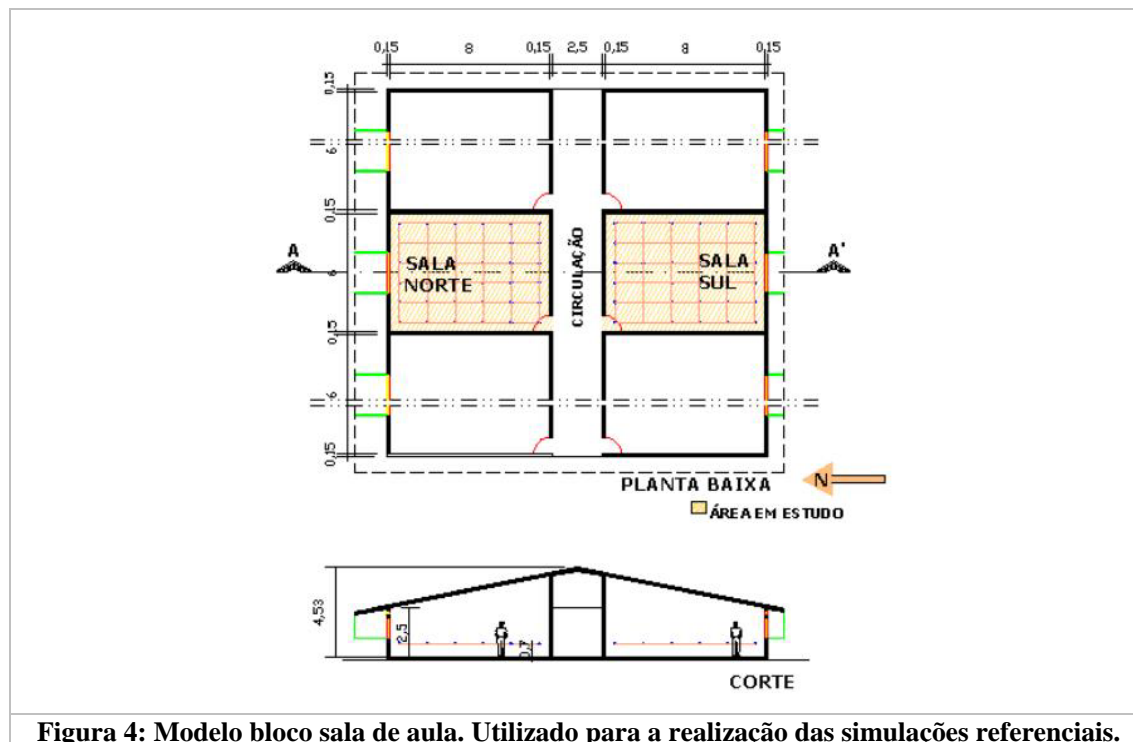 0,15 8 0,15 2,5 0,15 8 0,15
0,15
6
0,15
A
A'
6
SALA
NORTE
CIRCULAÇÃO
SALA
SUL
0,15
6
0,15
PLANTA BAIXA
N
ÁREA EM ESTUDO
4,53
2,5
0,7
CORTE
Figura 4: Modelo bloco sala de aula. Utilizado para a realização das simulações referenciais.